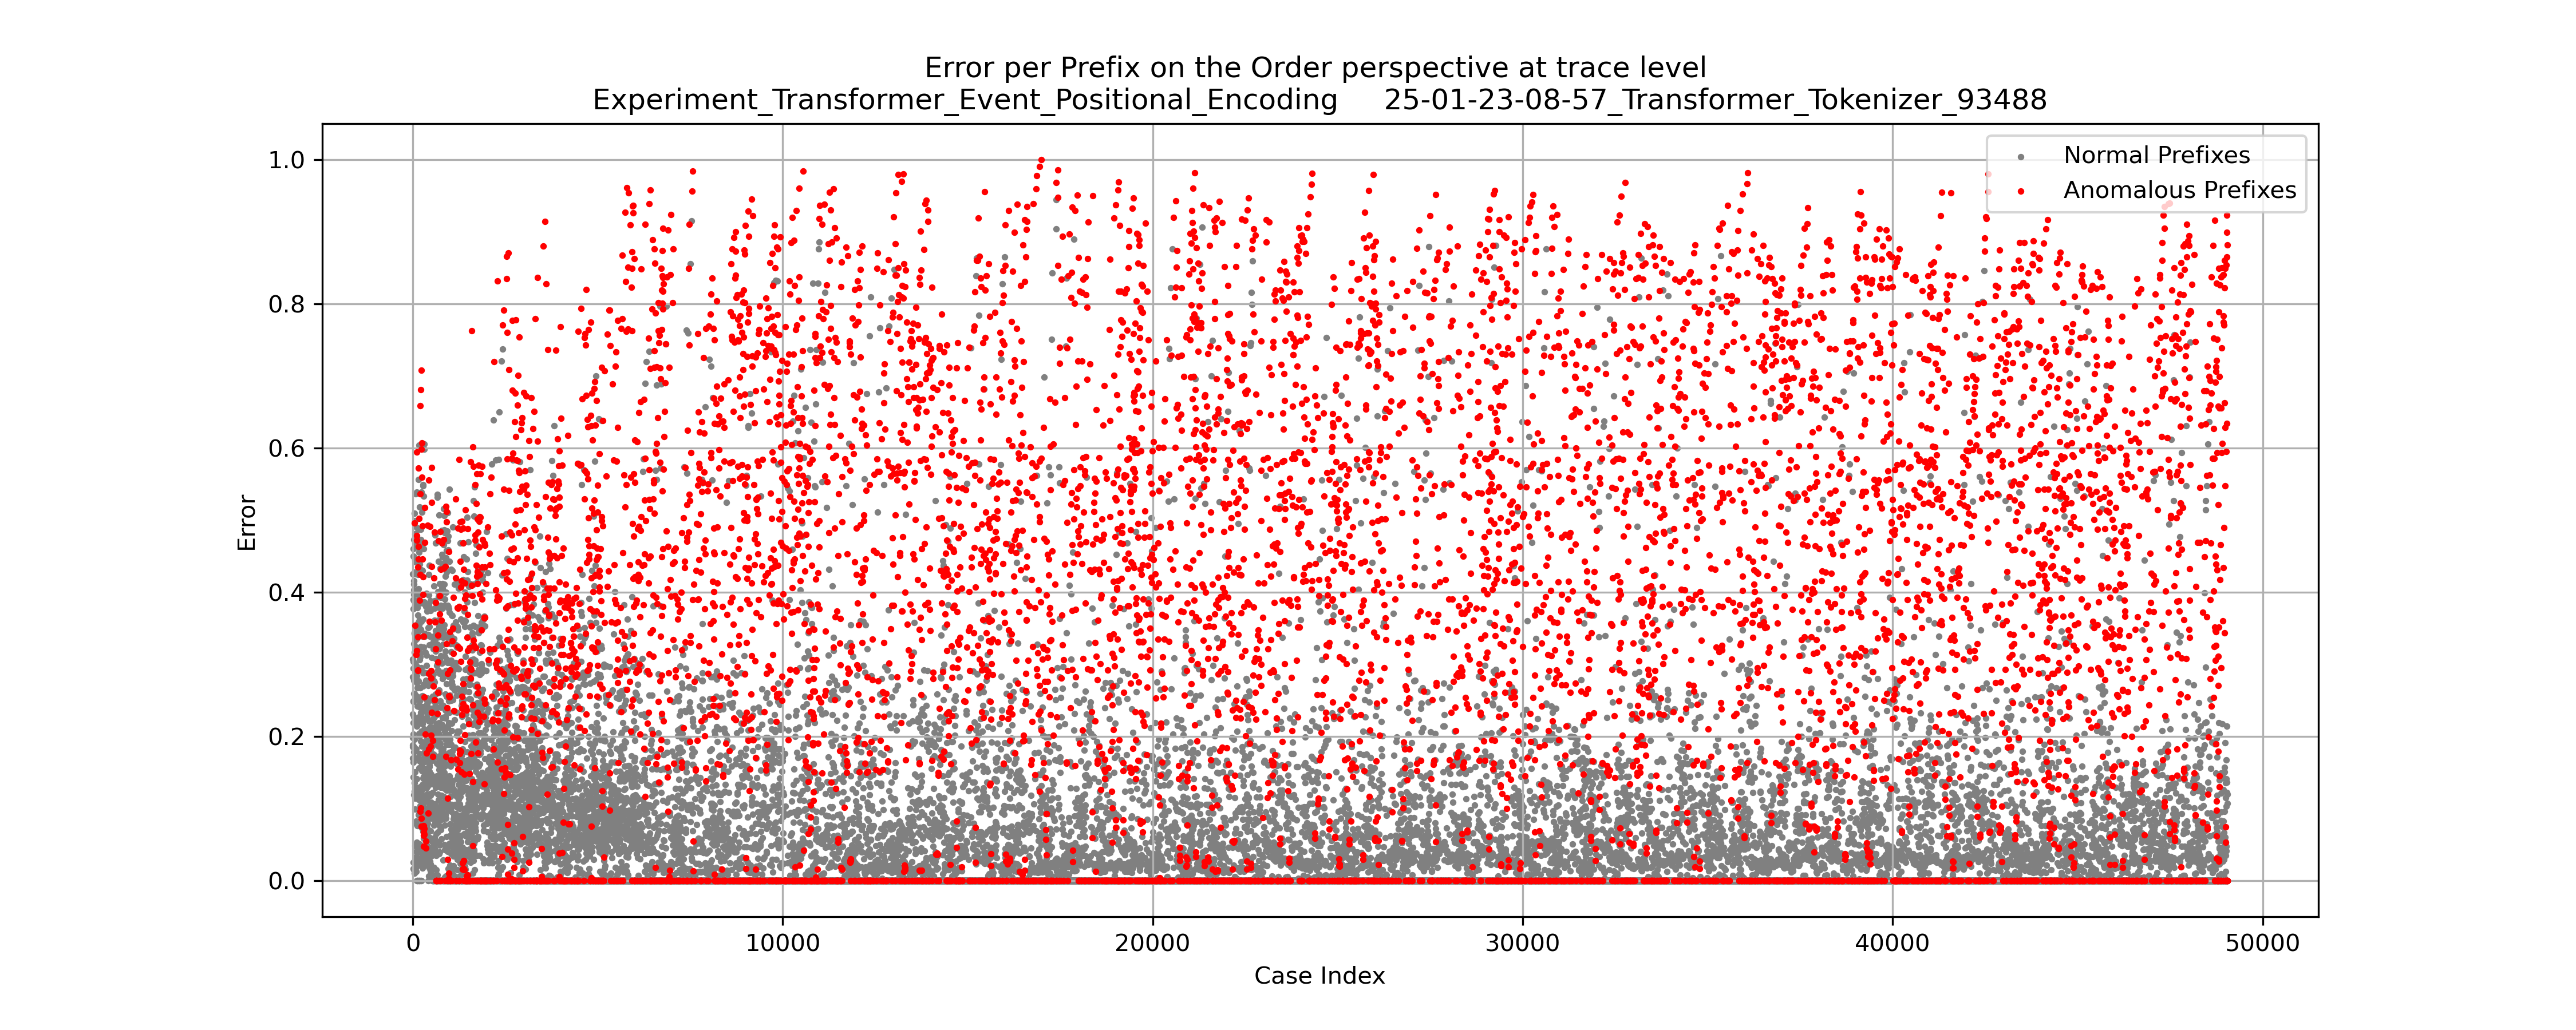 Error per Prefix on the Order perspective at trace level
Experiment_Transformer_Event_Positional_Encoding 25-01-23-08-57_Transformer_Tokenizer_93488
Normal Prefixes
Anomalous Prefixes
1.0
0.8
0.6
0.4
0.2
0.0
Error
0 10000 20000 30000 40000 50000
Case Index